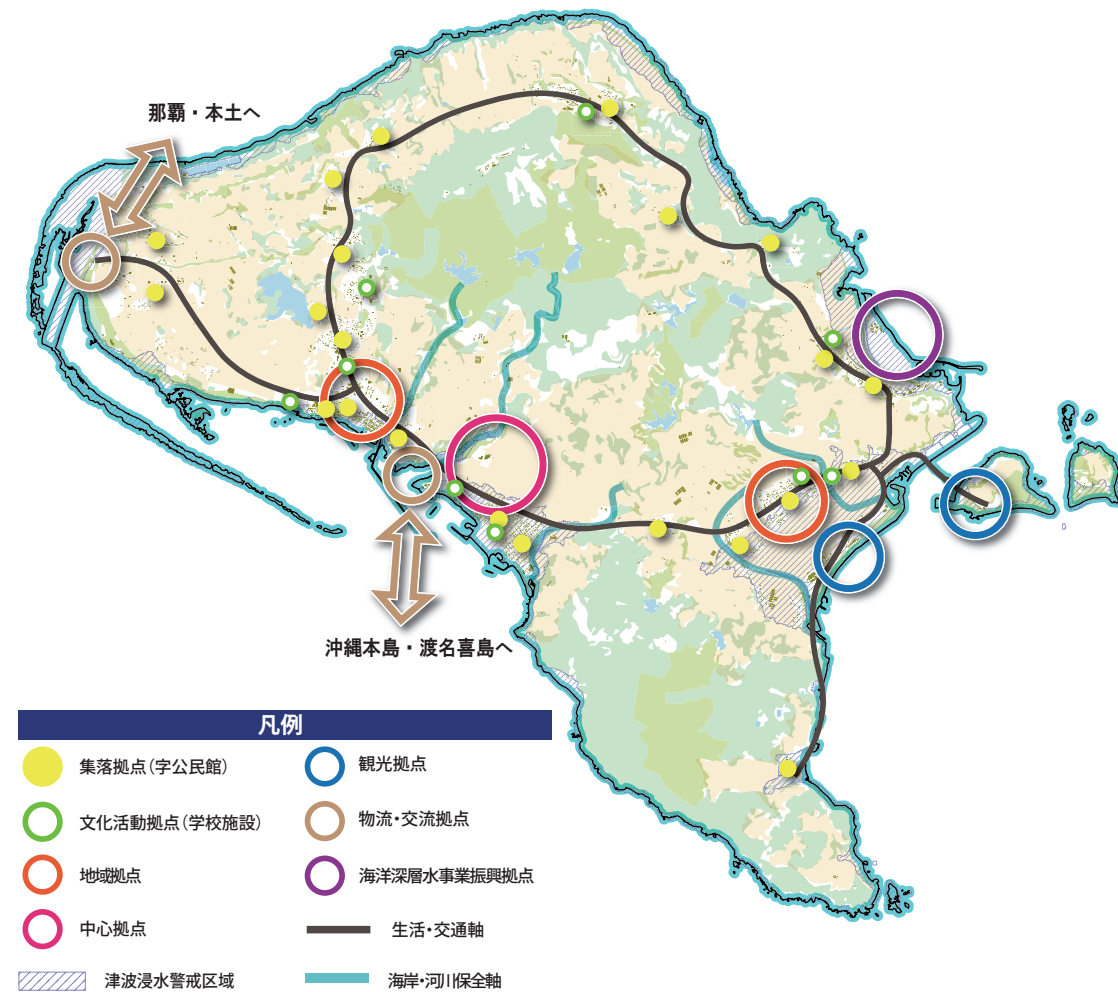 那覇・本土へ
沖縄本島・渡名喜島へ
凡例
集落拠点(字公民館)
観光拠点
文化活動拠点(学校施設)
物流・交流拠点
地域拠点
海洋深層水事業振興拠点
中心拠点
生活・交通軸
津波浸水警戒区域
海岸・河川保全軸